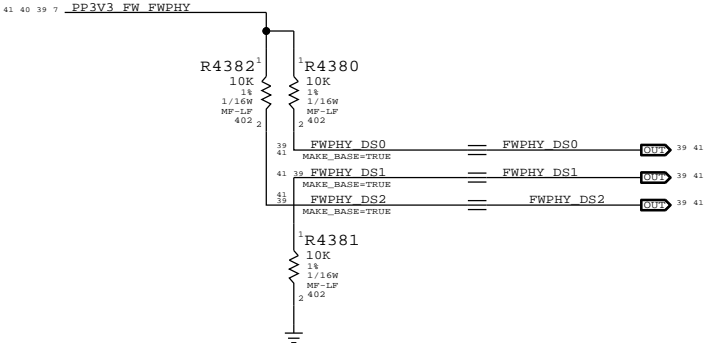 41 40 39 7 PP3V3_FW_FWPHY
R4382 1
10K
1%
1/16W
MF-LF
402
2
1 R4380
10K
1%
1/16W
MF-LF
402
2
39 41 FWPHY_DS0 FWPHY_DS0 OUT 39 41
MAKE_BASE=TRUE
41 39 FWPHY_DS1 FWPHY_DS1 OUT 39 41
MAKE_BASE=TRUE
41 39 FWPHY_DS2 FWPHY_DS2 OUT 39 41
MAKE_BASE=TRUE
1 R4381
10K
1%
1/16W
MF-LF
402
2